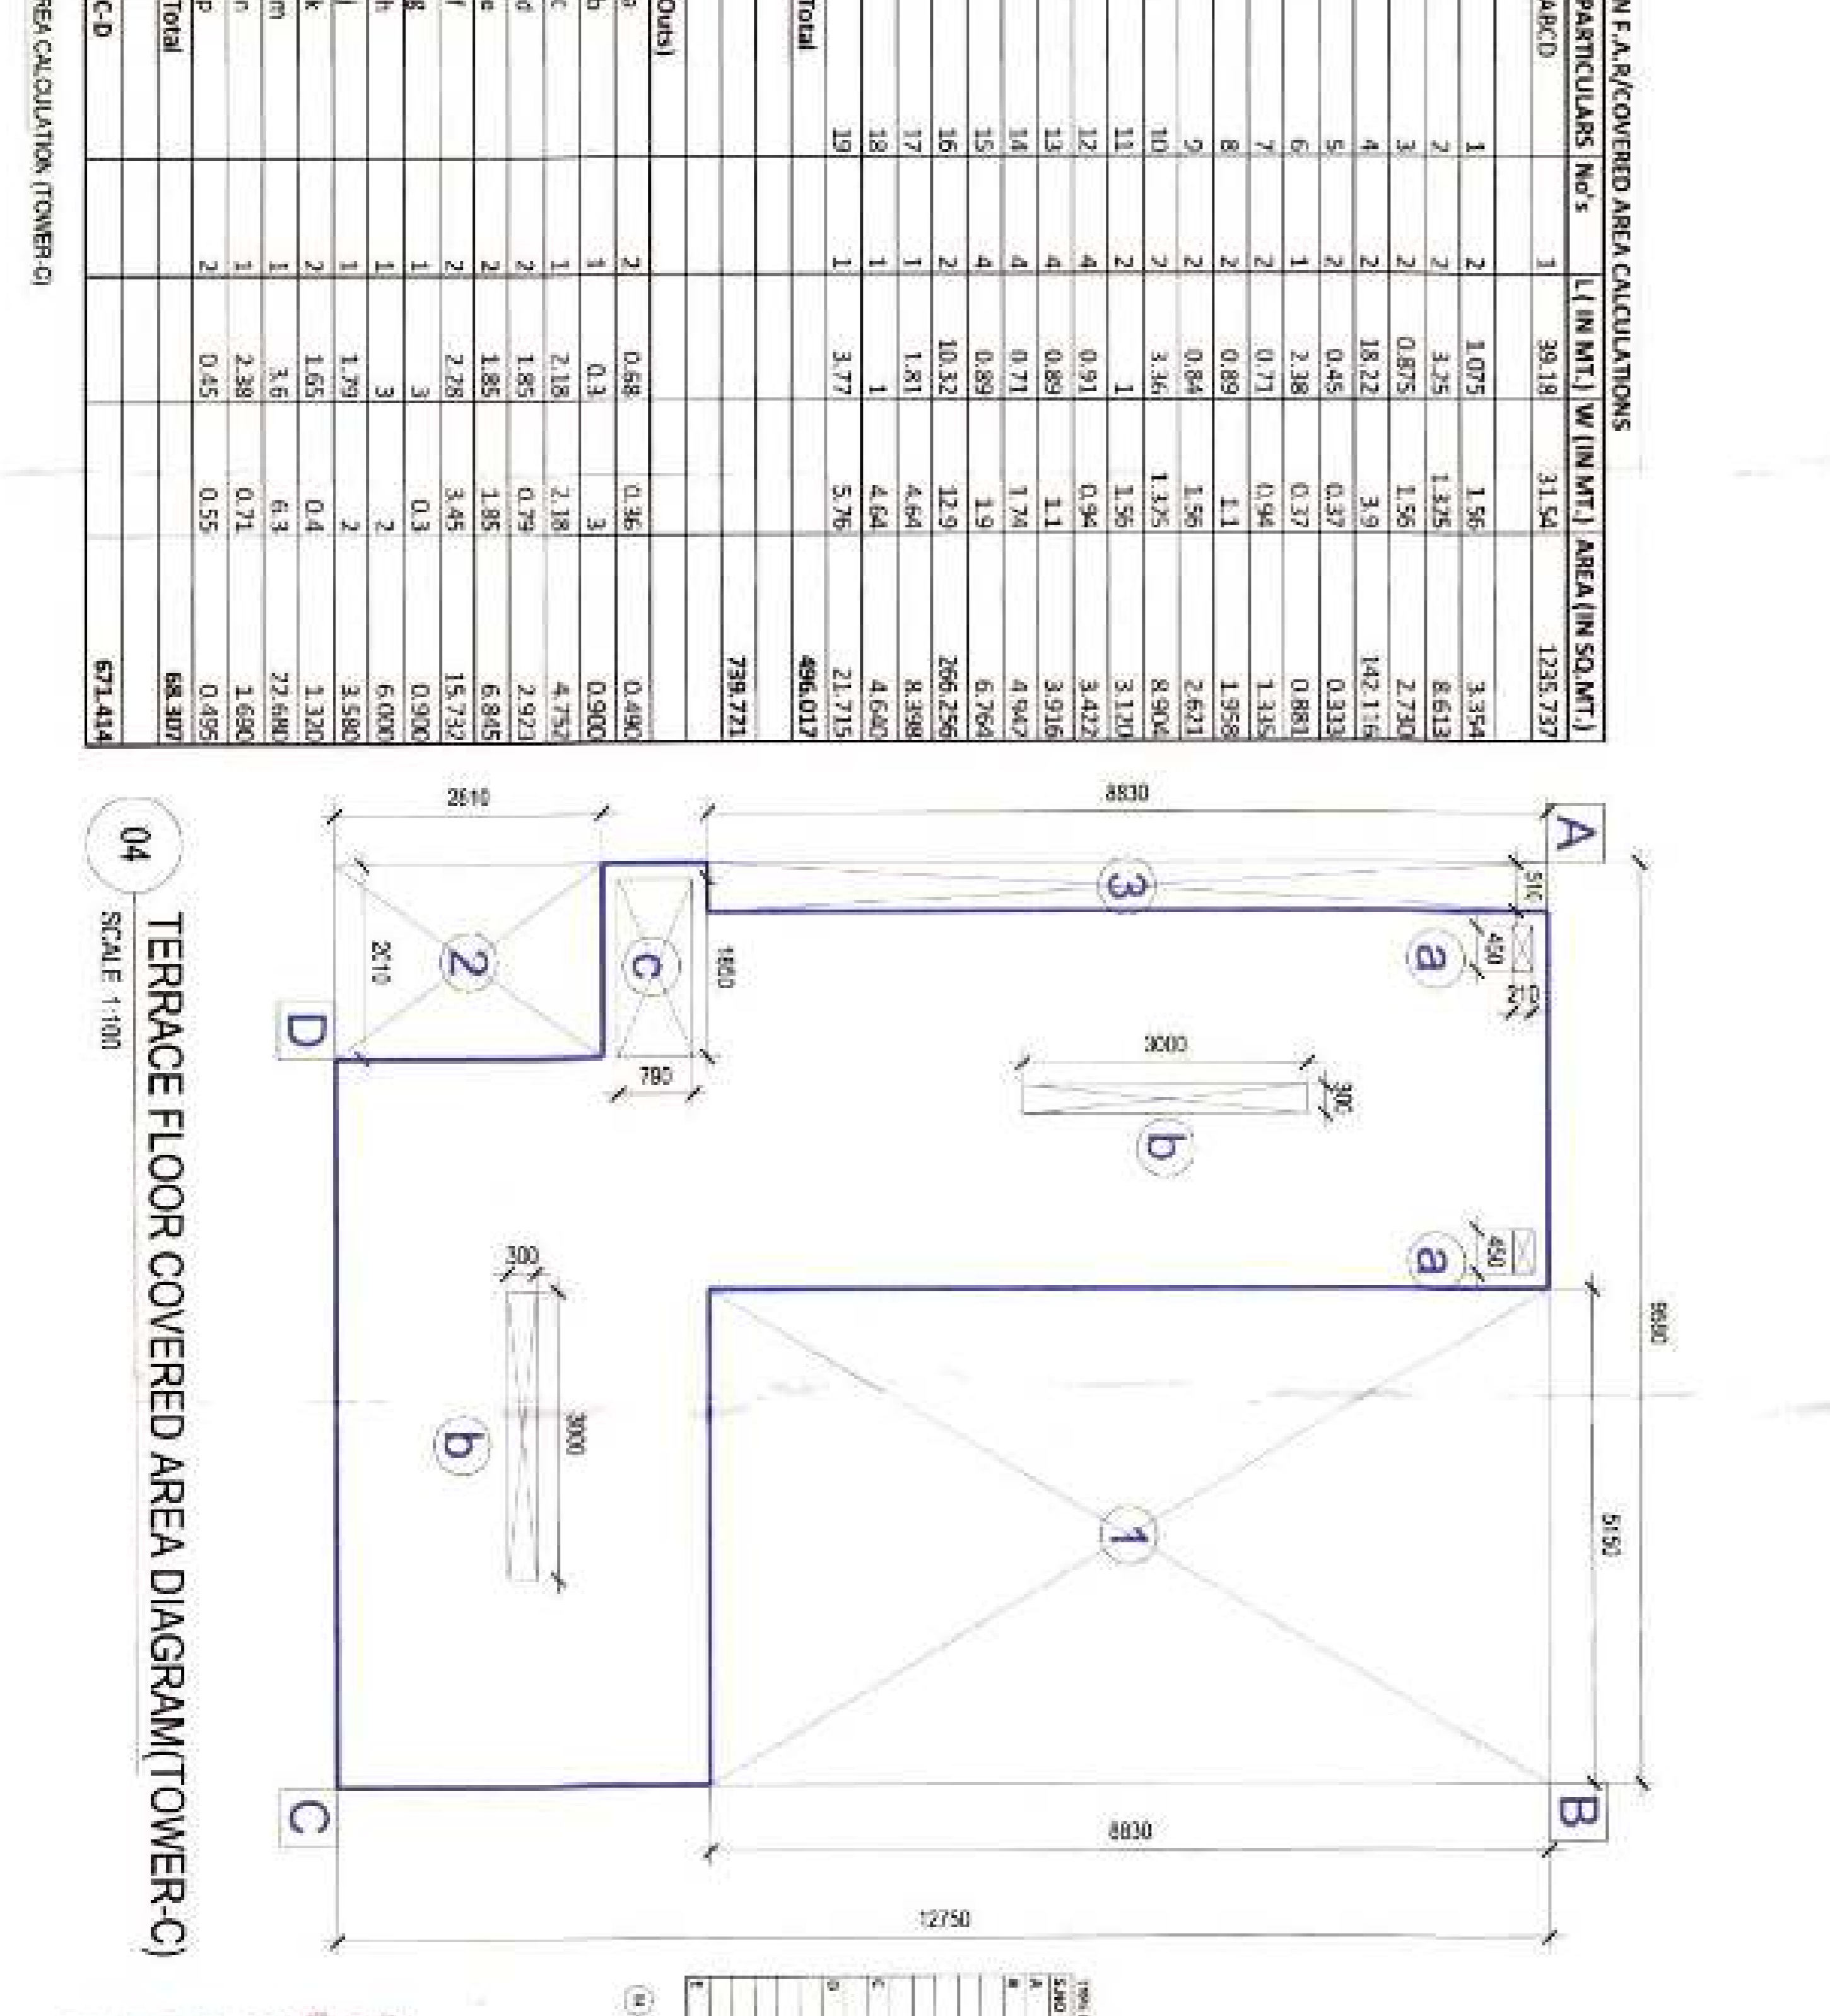 N F.A.R/COVERED AREA CALCULATIONS
PARTICULARS No's L ( IN MT.) W (IN MT.) AREA (IN SQ.MT.)
ABCD 1 39.18 31.54 1235.737
1 2 1.075 1.56 3.354
2 2 3.25 1.325 8.613
3 2 0.875 1.56 2.730
4 2 18.22 3.9 142.116
5 2 0.45 0.37 0.333
6 1 2.38 0.37 0.881
7 2 0.71 0.94 1.335
8 2 0.89 1.1 1.958
9 2 0.84 1.56 2.621
10 2 3.36 1.325 8.904
11 2 1 1.56 3.120
12 4 0.91 0.94 3.422
13 4 0.89 1.1 3.916
14 4 0.71 1.74 4.942
15 4 0.89 1.9 6.764
16 2 10.32 12.9 266.256
17 1 1.81 4.64 8.398
18 1 1 4.64 4.640
19 1 3.77 5.76 21.715
Total 496.017
739.721
Outs)
a 2 0.68 0.36 0.490
b 1 0.3 3 0.900
c 1 2.18 2.18 4.752
d 2 1.85 0.79 2.923
e 2 1.85 1.85 6.845
f 2 2.28 3.45 15.732
g 1 3 0.3 0.900
h 1 3 2 6.000
j 1 1.79 2 3.580
k 2 1.65 0.4 1.320
m 1 3.6 6.3 22.680
n 1 2.38 0.71 1.690
p 2 0.45 0.55 0.495
Total 68.307
C-D 671.414
REA CALCULATION (TOWER-C)
A
8830
2610
510
9680
3
a
450
210
2
2010
c
1860
790
D
3000
300
b
a
450
5150
1
300
3000
b
B
C
8830
12750
04
TERRACE FLOOR COVERED AREA DIAGRAM(TOWER-C)
SCALE 1:100
S.NO
A
B
C
D
E
04